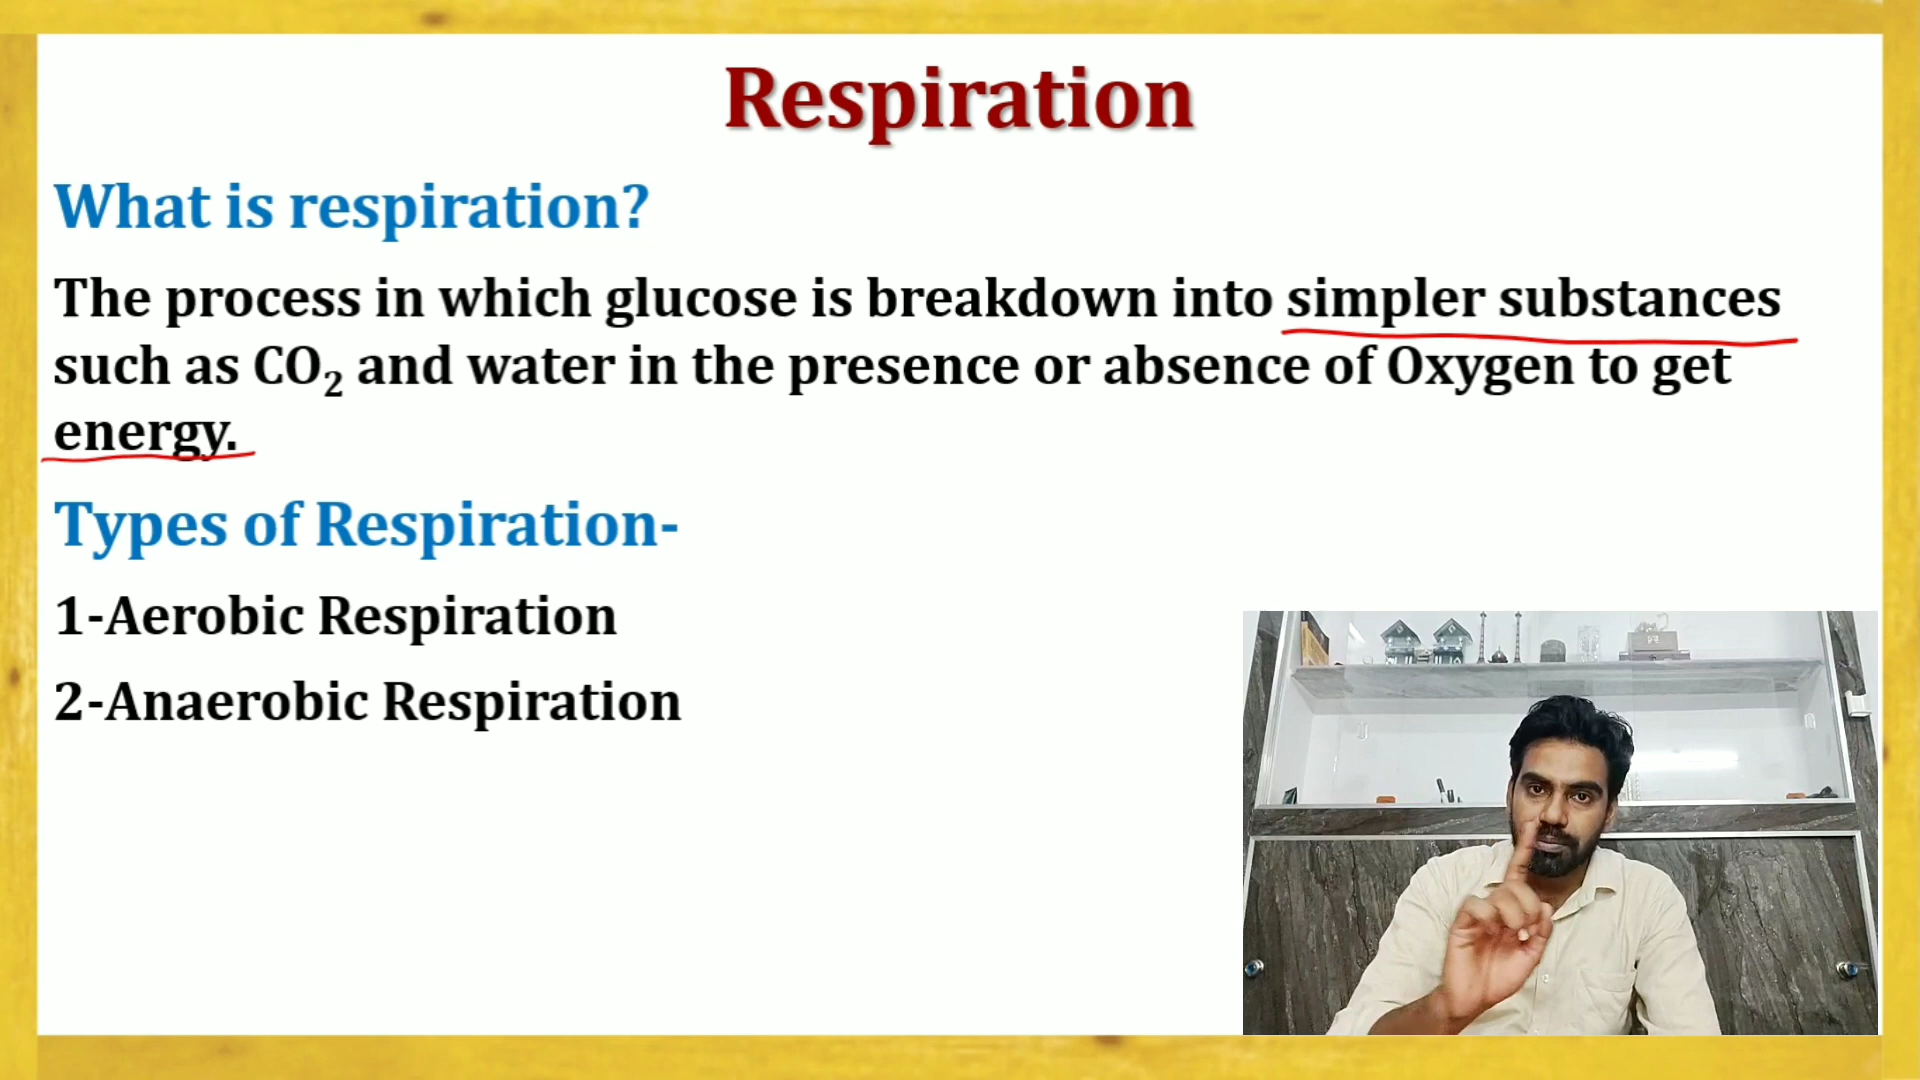 Respiration
What is respiration?
The process in which glucose is breakdown into simpler substances
such as CO₂ and water in the presence or absence of Oxygen to get
energy.
Types of Respiration-
1-Aerobic Respiration
2-Anaerobic Respiration